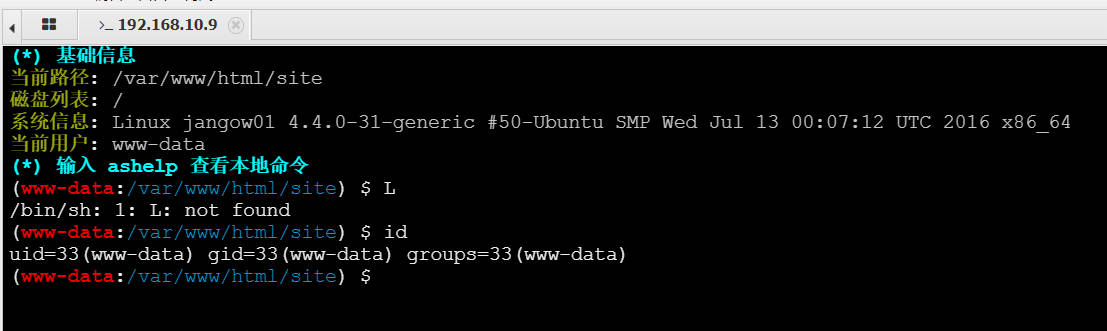 192.168.10.9
(*) 基础信息
当前路径: /var/www/html/site
磁盘列表: /
系统信息: Linux jangow01 4.4.0-31-generic #50-Ubuntu SMP Wed Jul 13 00:07:12 UTC 2016 x86_64
当前用户: www-data
(*) 输入 ashelp 查看本地命令
(www-data:/var/www/html/site) $ L
/bin/sh: 1: L: not found
(www-data:/var/www/html/site) $ id
uid=33(www-data) gid=33(www-data) groups=33(www-data)
(www-data:/var/www/html/site) $